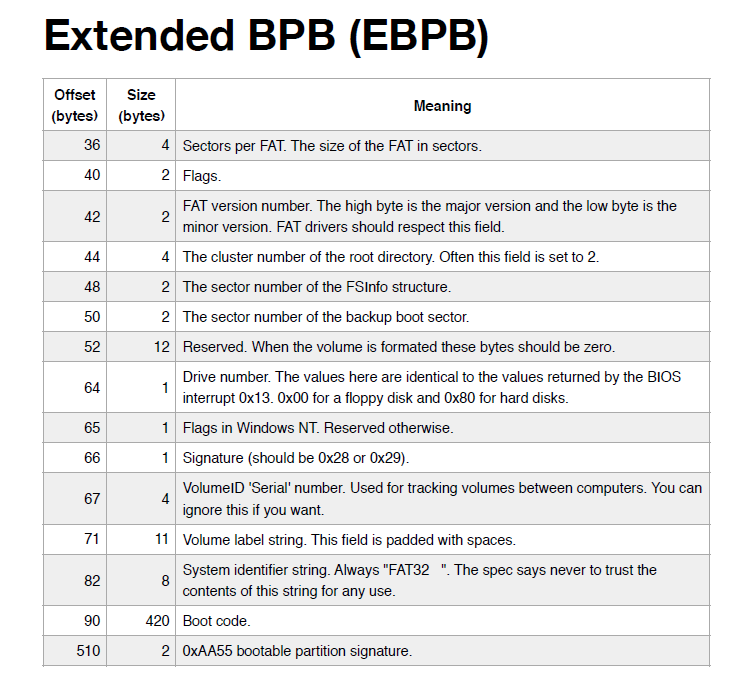 Extended BPB (EBPB)
Offset (bytes) Size (bytes) Meaning
36 4 Sectors per FAT. The size of the FAT in sectors.
40 2 Flags.
42 2 FAT version number. The high byte is the major version and the low byte is the
minor version. FAT drivers should respect this field.
44 4 The cluster number of the root directory. Often this field is set to 2.
48 2 The sector number of the FSInfo structure.
50 2 The sector number of the backup boot sector.
52 12 Reserved. When the volume is formated these bytes should be zero.
64 1 Drive number. The values here are identical to the values returned by the BIOS
interrupt 0x13. 0x00 for a floppy disk and 0x80 for hard disks.
65 1 Flags in Windows NT. Reserved otherwise.
66 1 Signature (should be 0x28 or 0x29).
67 4 VolumeID 'Serial' number. Used for tracking volumes between computers. You can
ignore this if you want.
71 11 Volume label string. This field is padded with spaces.
82 8 System identifier string. Always "FAT32   ". The spec says never to trust the
contents of this string for any use.
90 420 Boot code.
510 2 0xAA55 bootable partition signature.